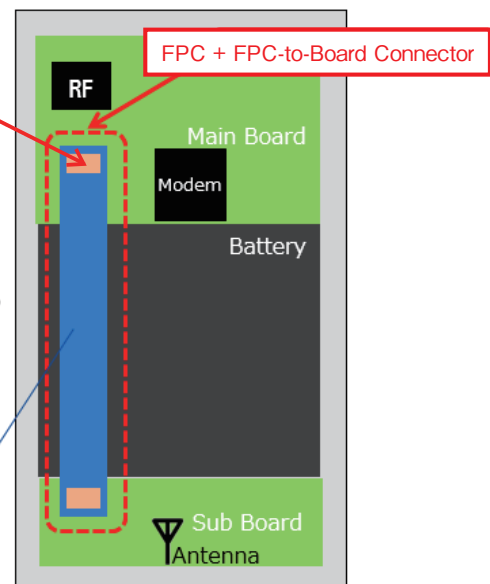 FPC + FPC-to-Board Connector
RF
Main Board
Modem
Battery
Sub Board
Antenna